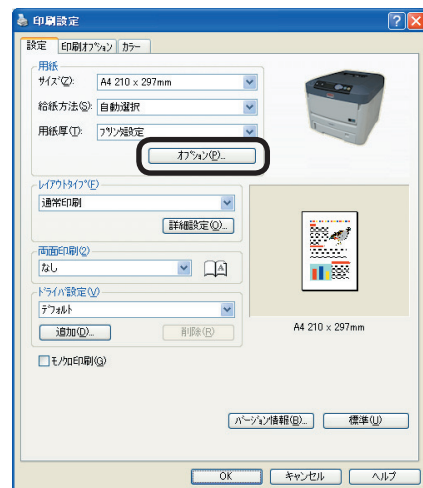 印刷設定
設定 印刷オプション カラー
用紙
サイズ(Z): A4 210 x 297mm
給紙方法(S): 自動選択
用紙厚(T): プリンタ設定
オプション(P)...
レイアウトタイプ(E)
通常印刷
詳細設定(O)...
両面印刷(2)
なし
A
ドライバ設定(V)
デフォルト
追加(D)... 削除(R)
A4 210 x 297mm
モノクロ印刷(G)
バージョン情報(B)... 標準(U)
OK キャンセル ヘルプ